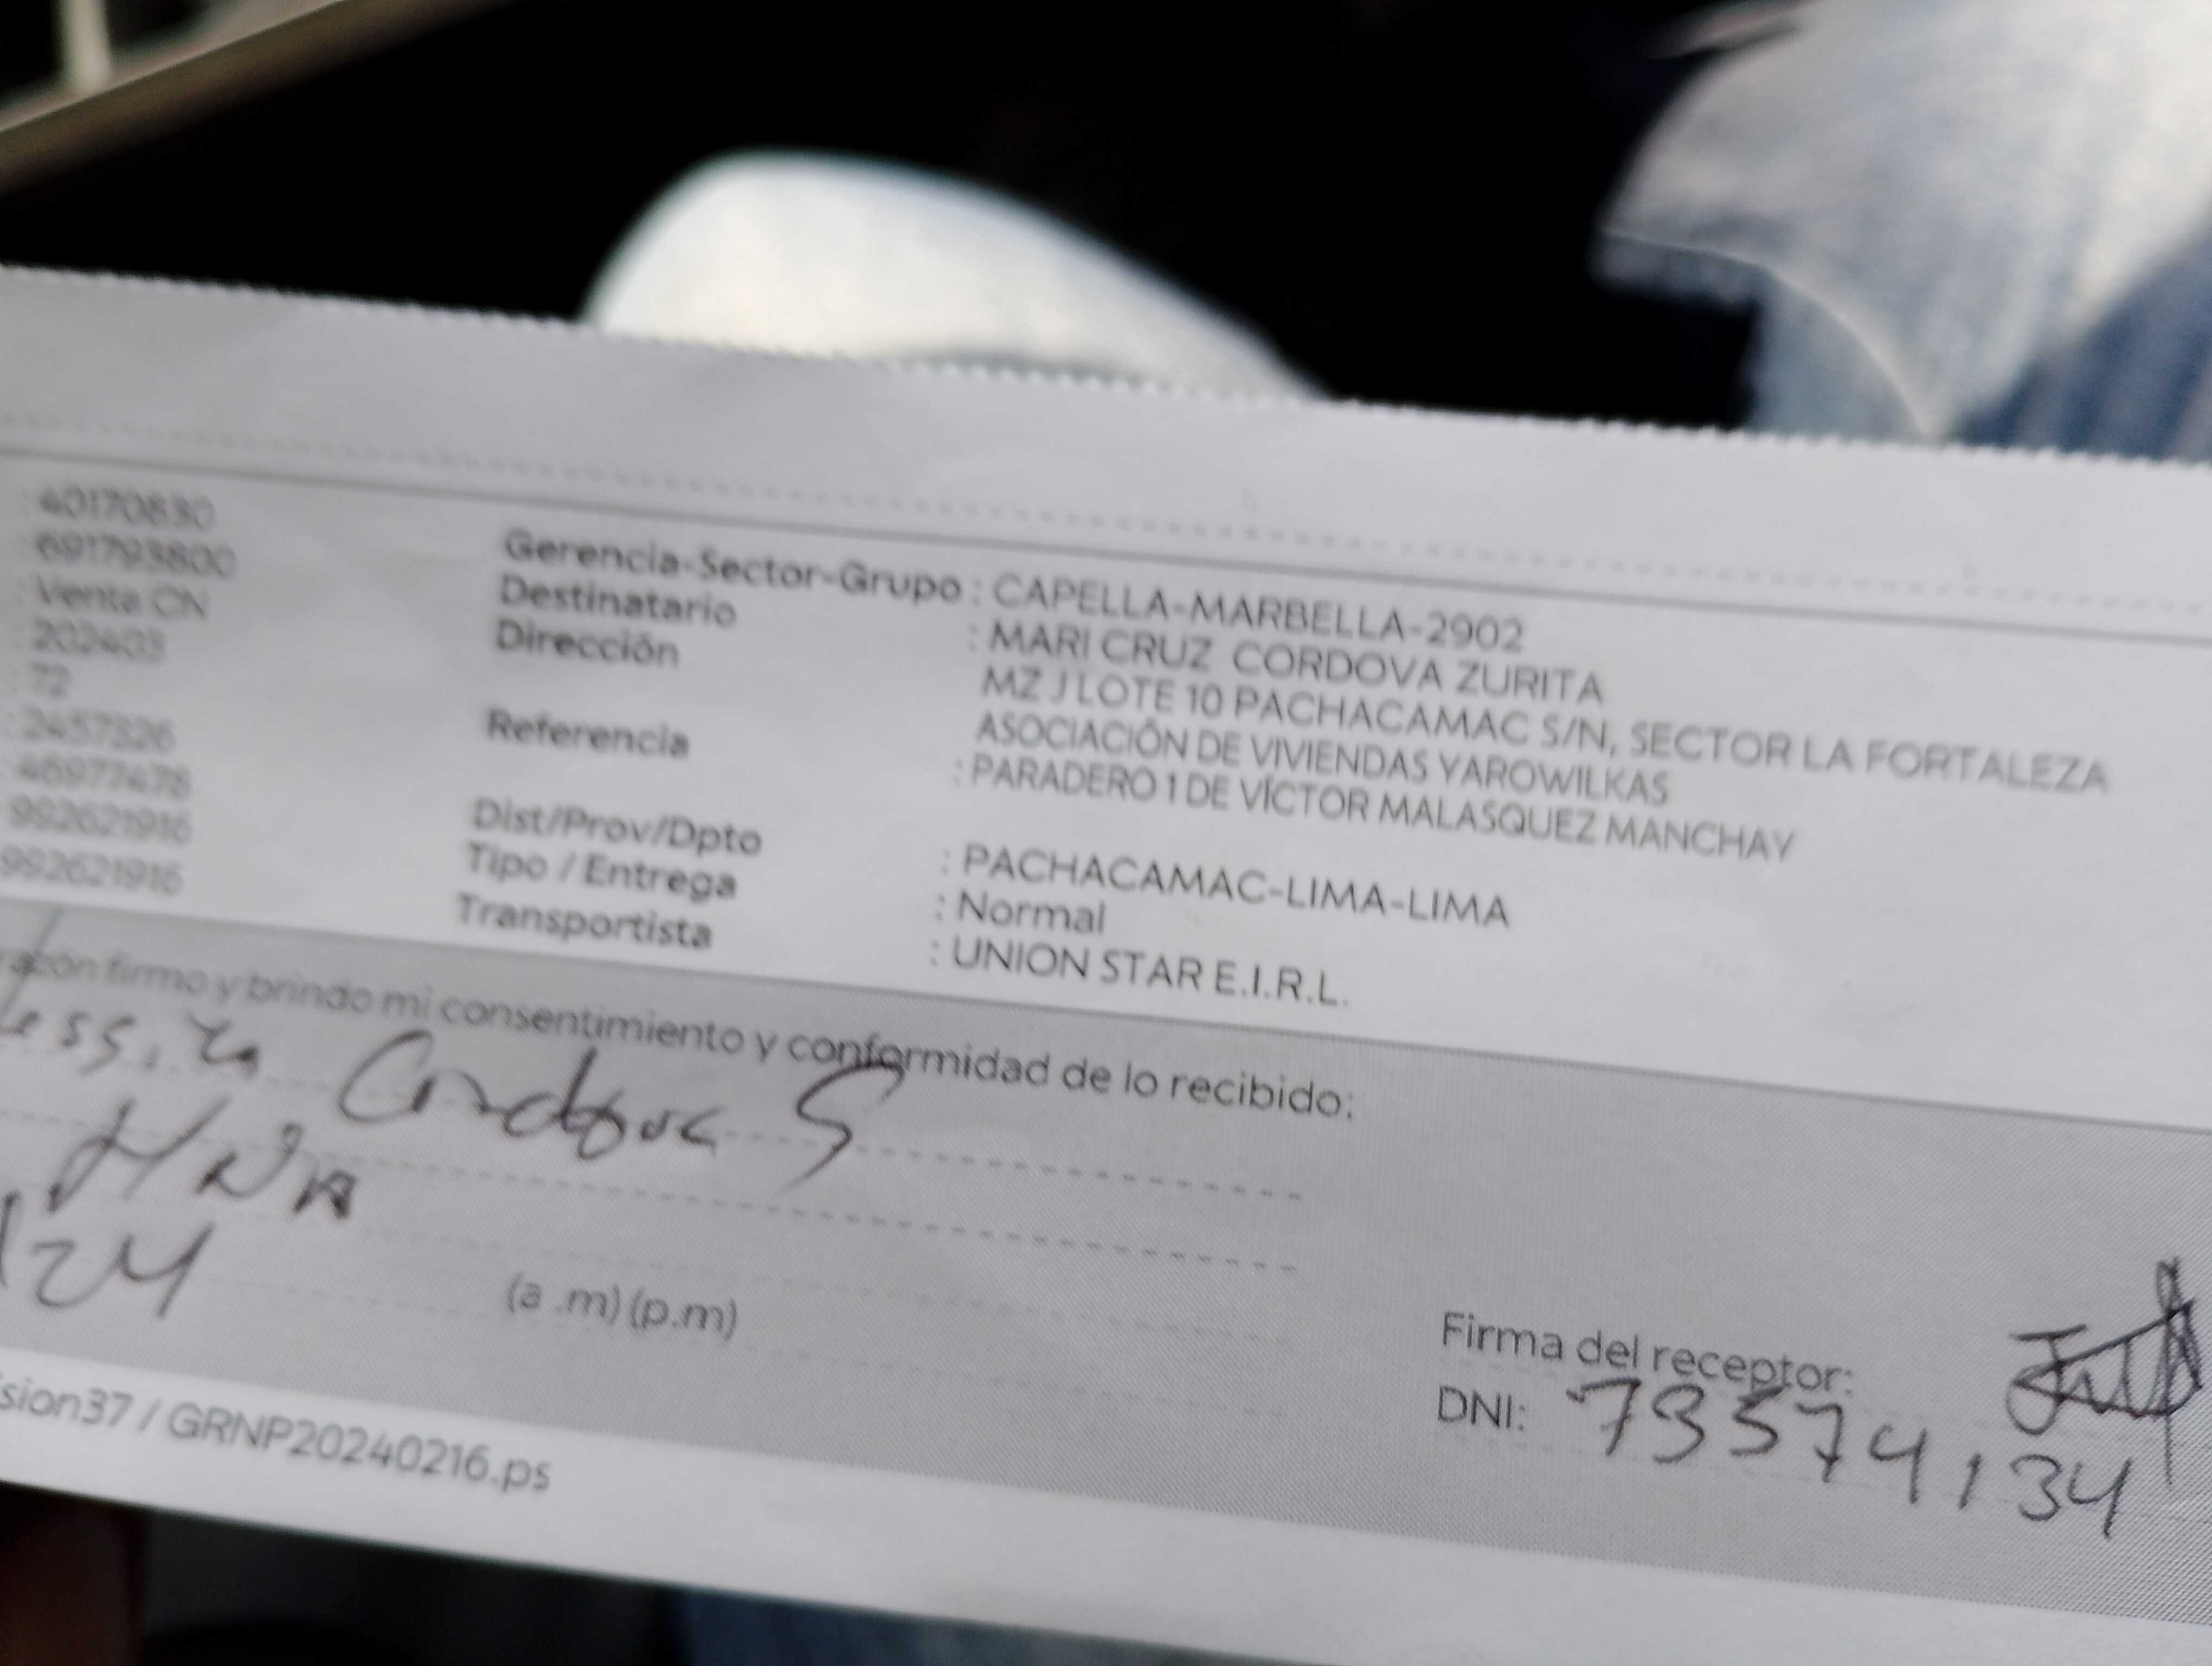 : 40170830
: 691793800
: Venta CN
: 202403
: 72
: 2457326
: 46977478
: 992621916
: 992621916
Gerencia-Sector-Grupo : CAPELLA-MARBELLA-2902
Destinatario : MARI CRUZ CORDOVA ZURITA
Dirección MZ J LOTE 10 PACHACAMAC S/N, SECTOR LA FORTALEZA
ASOCIACIÓN DE VIVIENDAS YAROWILKAS
Referencia : PARADERO 1 DE VÍCTOR MALASQUEZ MANCHAY
Dist/Prov/Dpto : PACHACAMAC-LIMA-LIMA
Tipo / Entrega : Normal
Transportista : UNION STAR E.I.R.L.
razón firmo y brindo mi consentimiento y conformidad de lo recibido:
Cordova
24
(a .m) (p.m)
Firma del receptor:
DNI: 73574134
sion37 / GRNP20240216.ps